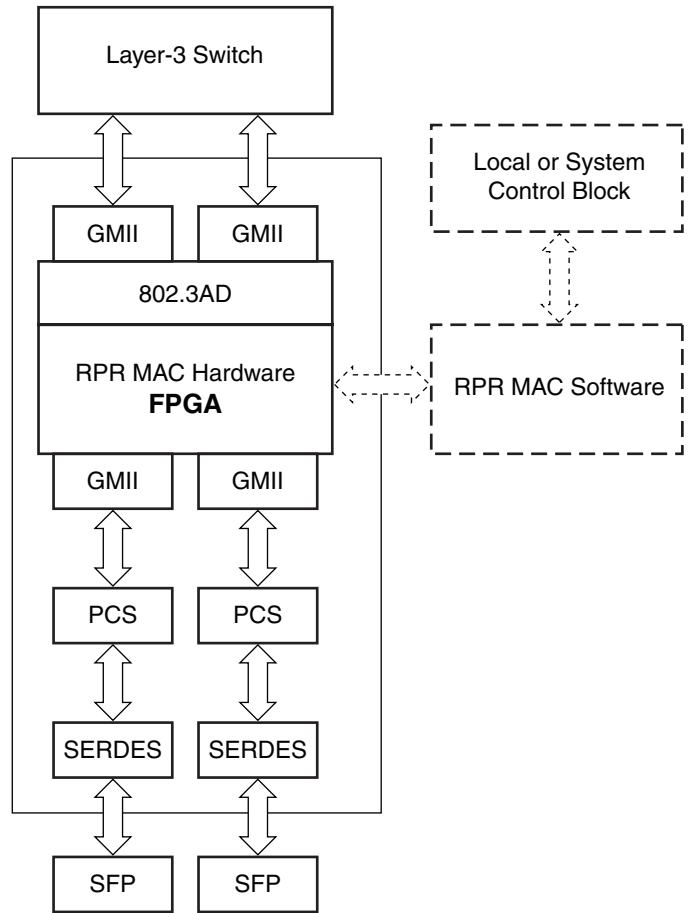 Layer-3 Switch
Local or System
Control Block
GMII
GMII
802.3AD
RPR MAC Hardware
FPGA
RPR MAC Software
GMII
GMII
PCS
PCS
SERDES
SERDES
SFP
SFP